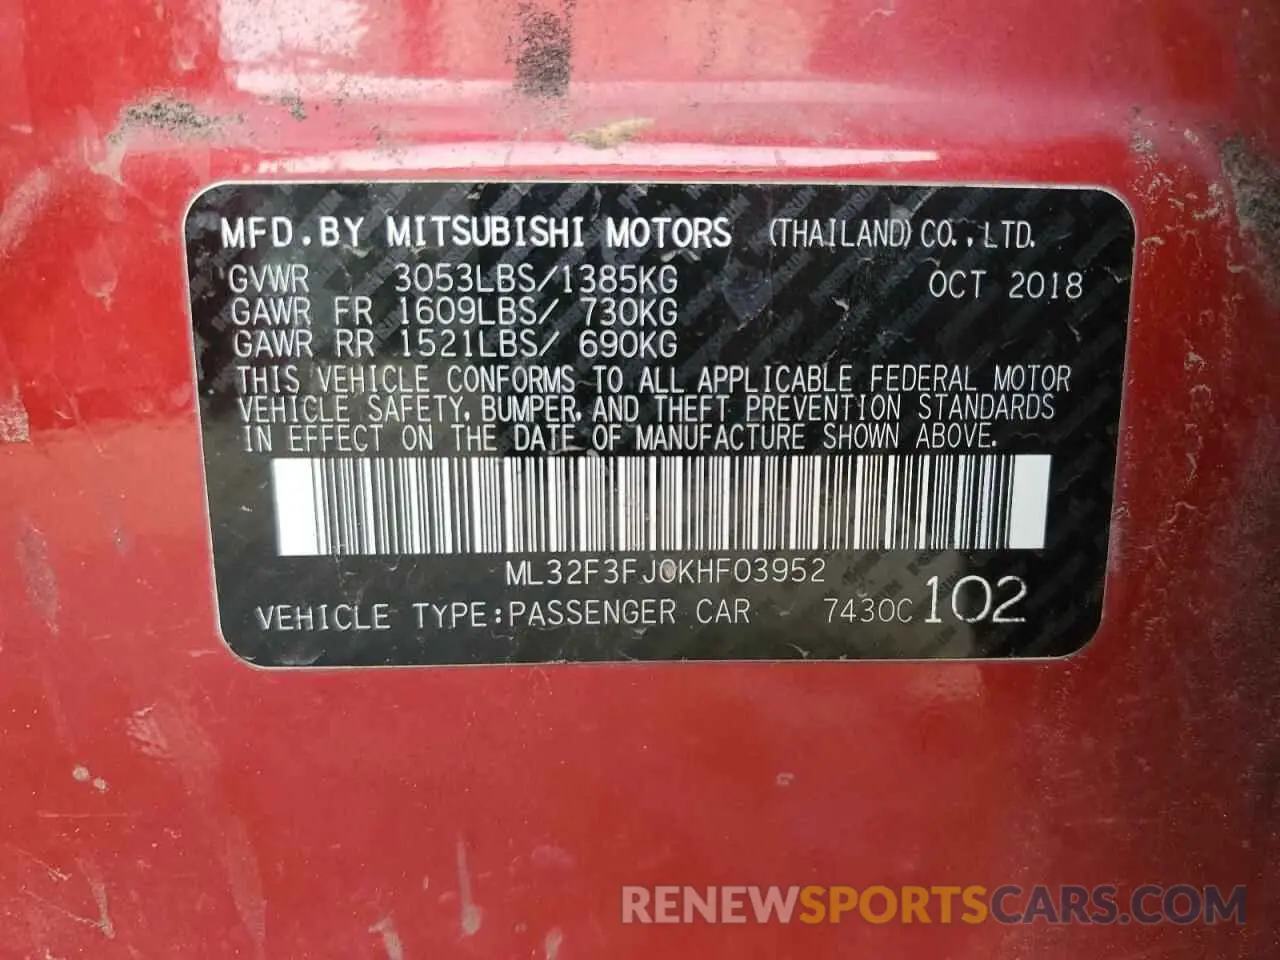 MFD.BY MITSUBISHI MOTORS (THAILAND) CO., LTD.
GVWR 3053LBS/1385KG OCT 2018
GAWR FR 1609LBS/ 730KG
GAWR RR 1521LBS/ 690KG
THIS VEHICLE CONFORMS TO ALL APPLICABLE FEDERAL MOTOR
VEHICLE SAFETY, BUMPER, AND THEFT PREVENTION STANDARDS
IN EFFECT ON THE DATE OF MANUFACTURE SHOWN ABOVE.
ML32F3FJ0KHF03952
VEHICLE TYPE:PASSENGER CAR 7430C 102
RENEWSPORTSCARS.COM